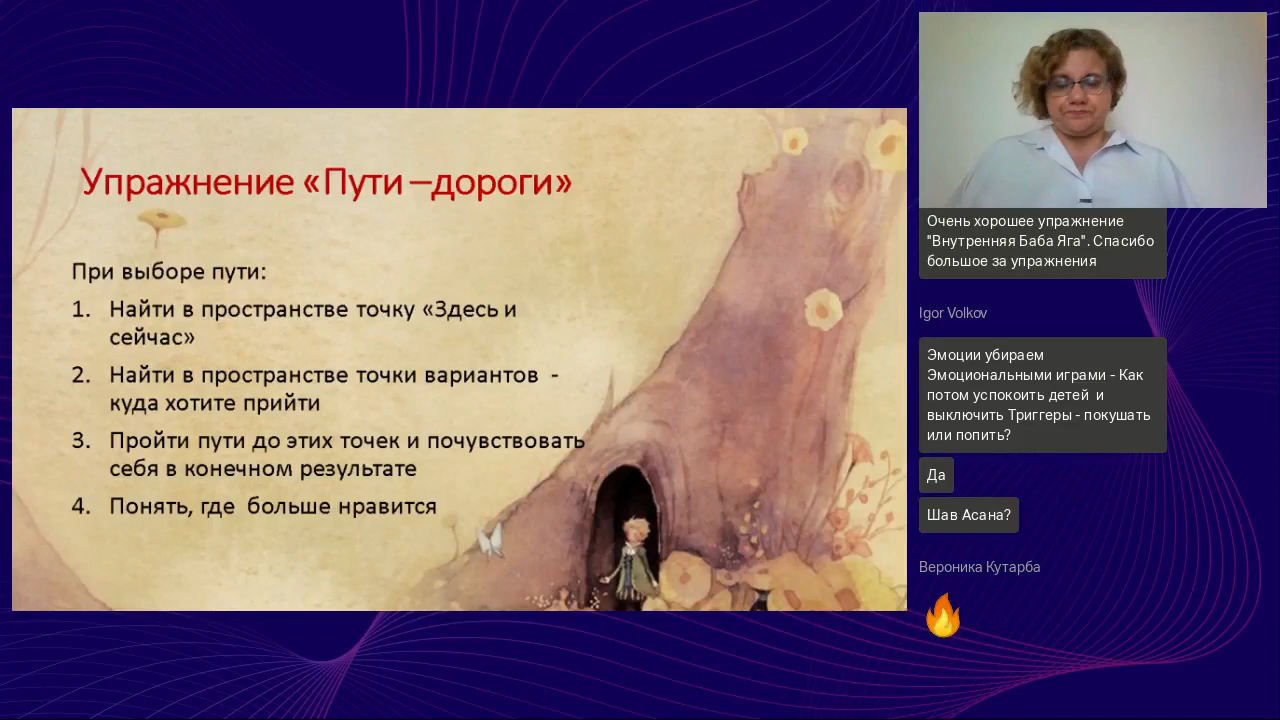 Упражнение «Пути –дороги»
При выборе пути:
1. Найти в пространстве точку «Здесь и
сейчас»
2. Найти в пространстве точки вариантов -
куда хотите прийти
3. Пройти пути до этих точек и почувствовать
себя в конечном результате
4. Понять, где больше нравится
Очень хорошее упражнение
"Внутренняя Баба Яга". Спасибо
большое за упражнения
Igor Volkov
Эмоции убираем
Эмоциональными играми - Как
потом успокоить детей и
выключить Триггеры - покушать
или попить?
Да
Шав Асана?
Вероника Кутарба